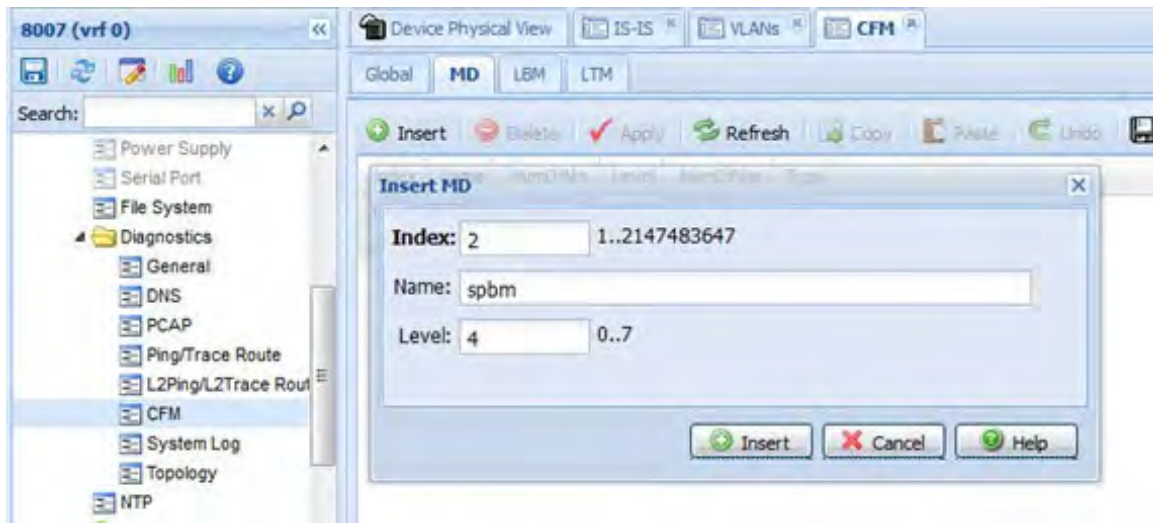 8007 (vrf 0)
Search:
Power Supply
Serial Port
File System
Diagnostics
General
DNS
PCAP
Ping/Trace Route
L2Ping/L2Trace Rout
CFM
System Log
Topology
NTP
Device Physical View IS-IS VLANs CFM
Global MD LBM LTM
Insert Delete Apply Refresh Copy Paste Undo
Insert MD
Index: 2 1..2147483647
Name: spbm
Level: 4 0..7
Insert Cancel Help